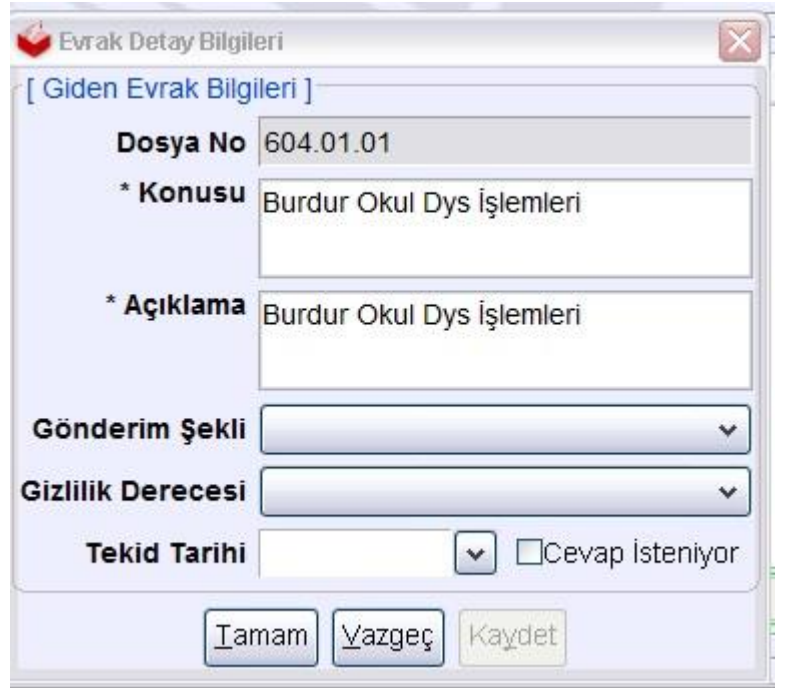 Evrak Detay Bilgileri
[ Giden Evrak Bilgileri ]
Dosya No 604.01.01
* Konusu Burdur Okul Dys İşlemleri
* Açıklama Burdur Okul Dys İşlemleri
Gönderim Şekli
Gizlilik Derecesi
Tekid Tarihi Cevap İsteniyor
Tamam Vazgeç Kaydet